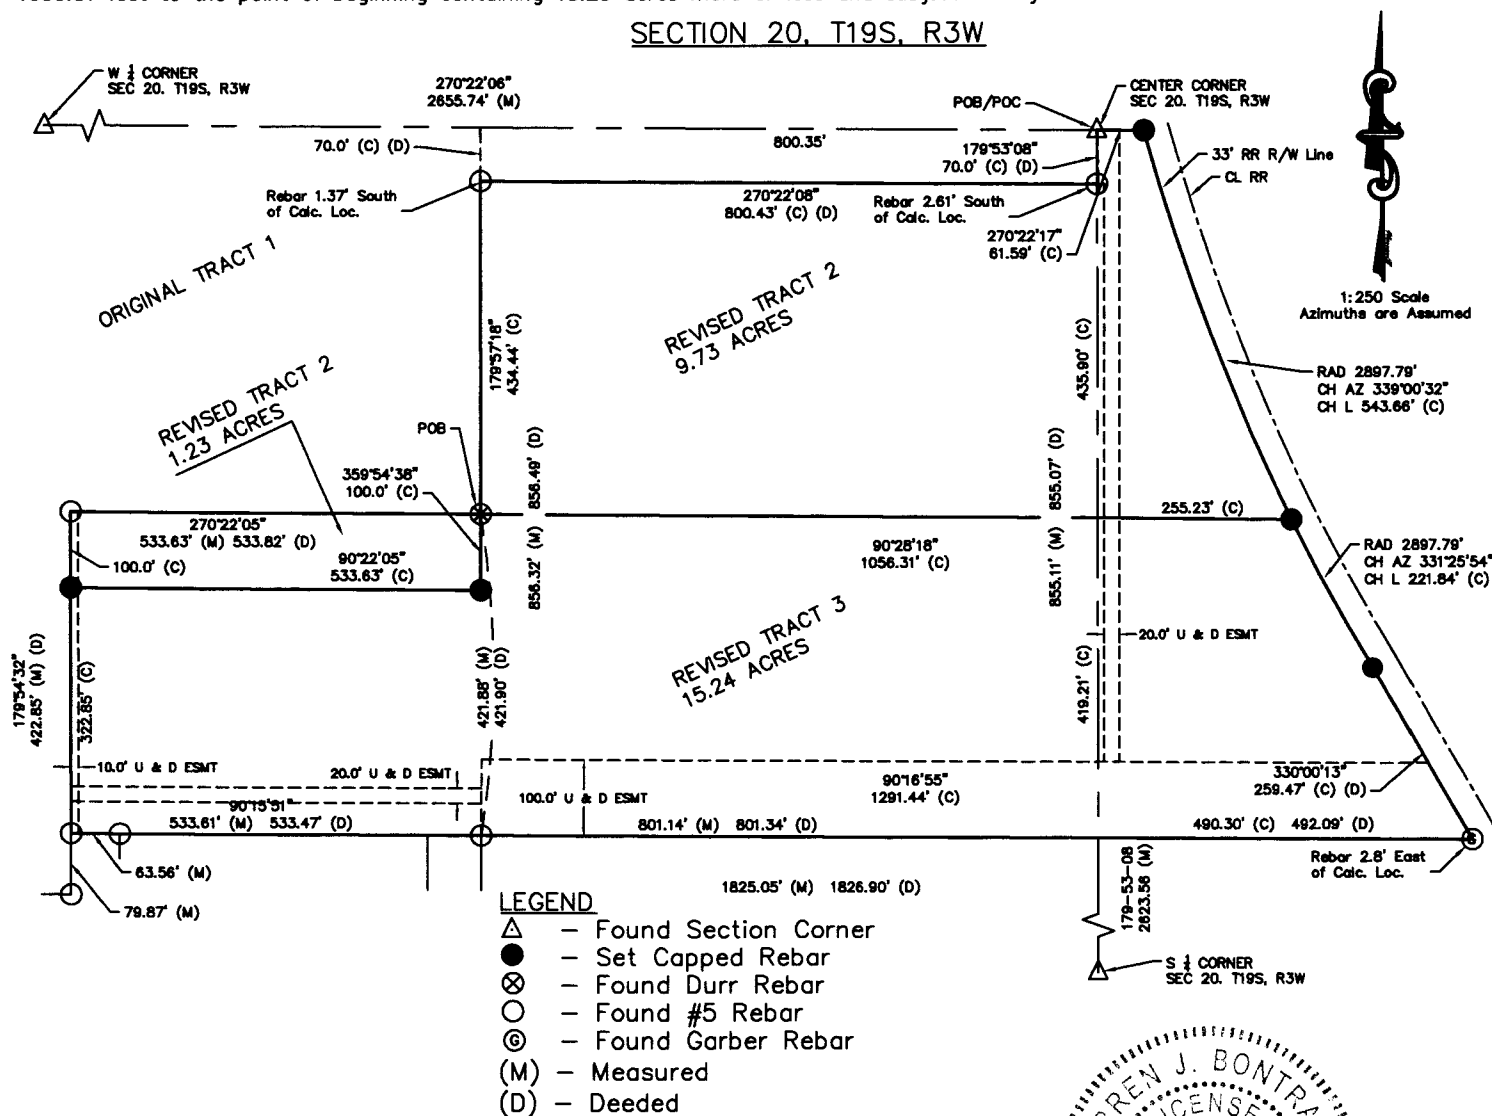 SECTION 20, T19S, R3W
W 1/4 CORNER
SEC 20. T19S, R3W
270°22'06"
2655.74' (M)
POB/POC
CENTER CORNER
SEC 20. T19S, R3W
70.0' (C) (D)
800.35'
179°53'08"
70.0' (C) (D)
33' RR R/W Line
CL RR
Rebar 1.37' South
of Calc. Loc.
270°22'08"
800.43' (C) (D)
Rebar 2.61' South
of Calc. Loc.
270°22'17"
61.59' (C)
1:250 Scale
Azimuths are Assumed
ORIGINAL TRACT 1
REVISED TRACT 2
9.73 ACRES
179°57'18"
434.44' (C)
435.90' (C)
RAD 2897.79'
CH AZ 339°00'32"
CH L 543.66' (C)
REVISED TRACT 2
1.23 ACRES
POB
359°54'38"
100.0' (C)
856.49' (D)
855.07' (D)
270°22'05"
533.63' (M) 533.82' (D)
100.0' (C)
90°22'05"
533.63' (C)
856.32' (M)
90°28'18"
1056.31' (C)
855.11' (M)
255.23' (C)
RAD 2897.79'
CH AZ 331°25'54"
CH L 221.84' (C)
REVISED TRACT 3
15.24 ACRES
20.0' U & D ESMT
179°54'32"
422.85' (M) (D)
322.85' (C)
421.88' (M)
421.90' (D)
419.21' (C)
10.0' U & D ESMT
20.0' U & D ESMT
100.0' U & D ESMT
90°16'55"
1291.44' (C)
330°00'13"
259.47' (C) (D)
90°15'51"
533.61' (M) 533.47' (D)
801.14' (M) 801.34' (D)
490.30' (C) 492.09' (D)
Rebar 2.8' East
of Calc. Loc.
63.56' (M)
79.87' (M)
1825.05' (M) 1826.90' (D)
179-53-08
2623.56 (M)
S 1/4 CORNER
SEC 20. T19S, R3W
LEGEND
– Found Section Corner
– Set Capped Rebar
– Found Durr Rebar
– Found #5 Rebar
G – Found Garber Rebar
(M) – Measured
(D) – Deeded